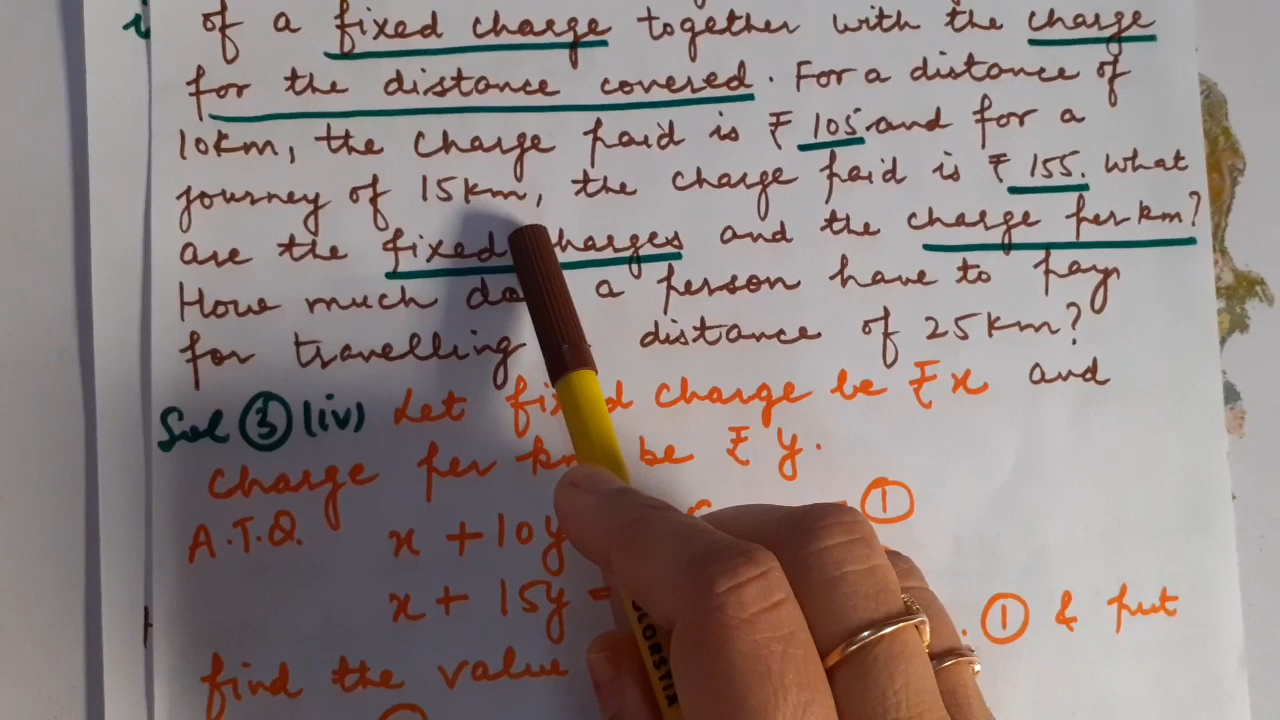 of a fixed charge together with the charge
for the distance covered. For a distance of
10km, the charge paid is ₹ 105 and for a
journey of 15km, the charge paid is ₹ 155. What
are the fixed charges and the charge per km?
How much do a person have to pay
for travelling distance of 25km?
Sol ③ (iv) Let fixed charge be ₹ x and
charge per km be ₹ y.
A.T.Q. x + 10y ①
x + 15y = ① & put
find the value